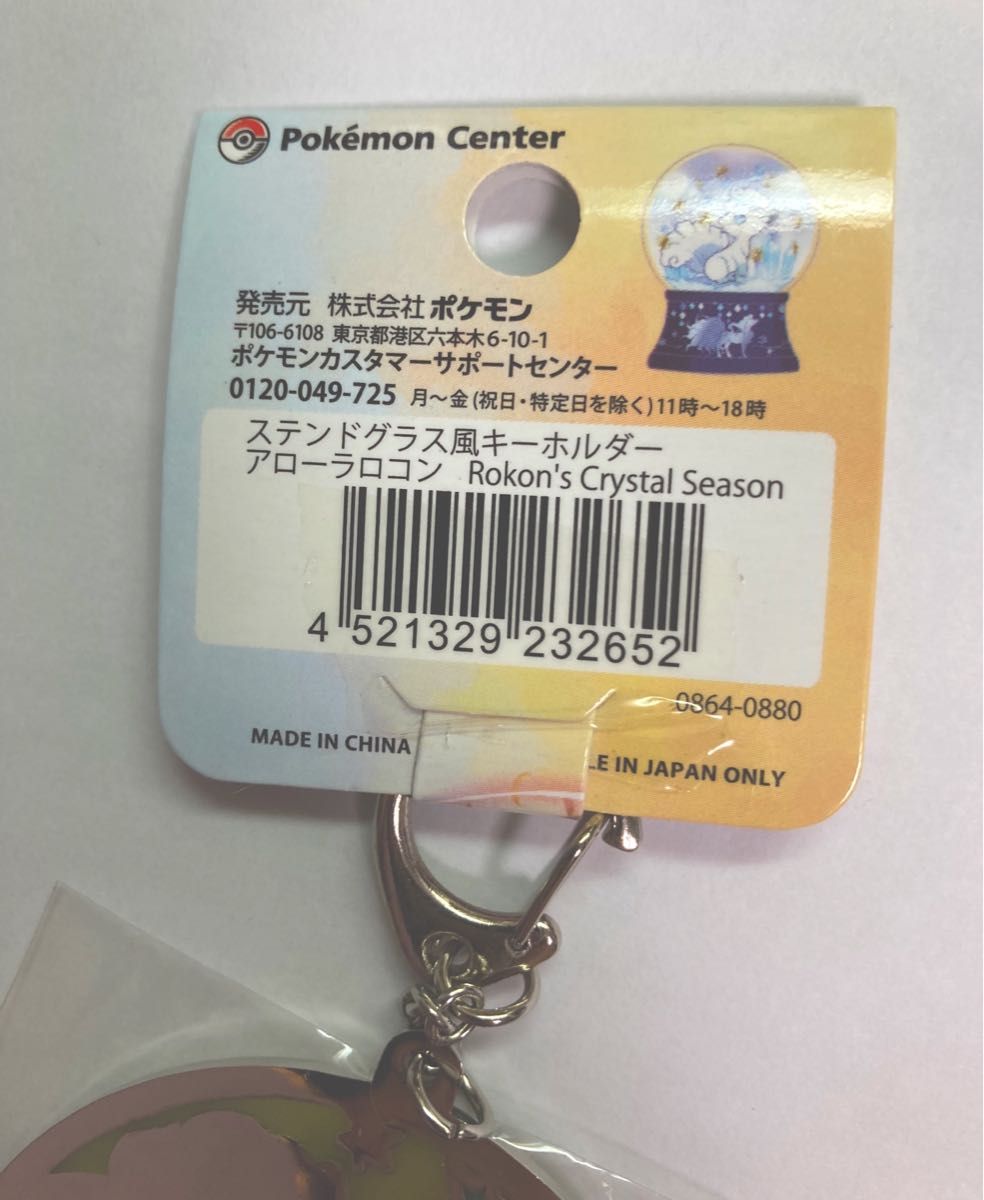 Pokémon Center
発売元 株式会社ポケモン
〒106-6108 東京都港区六本木6-10-1
ポケモンカスタマーサポートセンター
0120-049-725 月〜金(祝日・特定日を除く)11時〜18時
ステンドグラス風キーホルダー
アローラロコン Rokon's Crystal Season
4 521329 232652
0864-0880
MADE IN CHINA
LE IN JAPAN ONLY